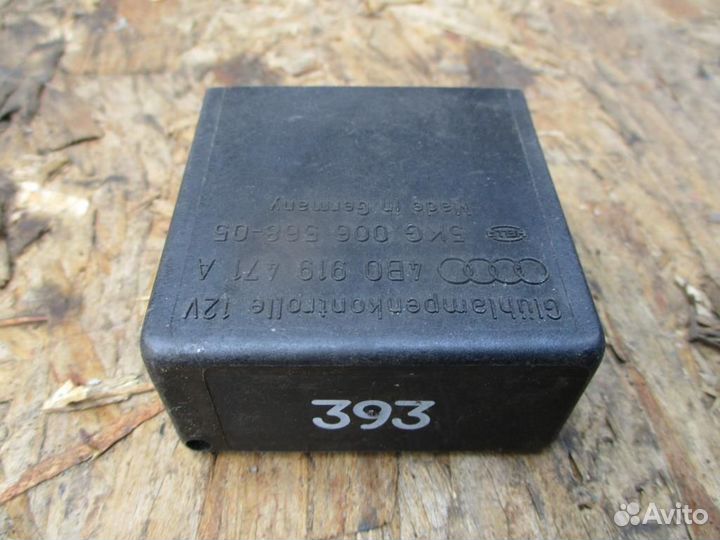 Glühlampenkontrolle 12V
4B0 919 471 A
5KG 006 568-05
Made in Germany
393
Avito